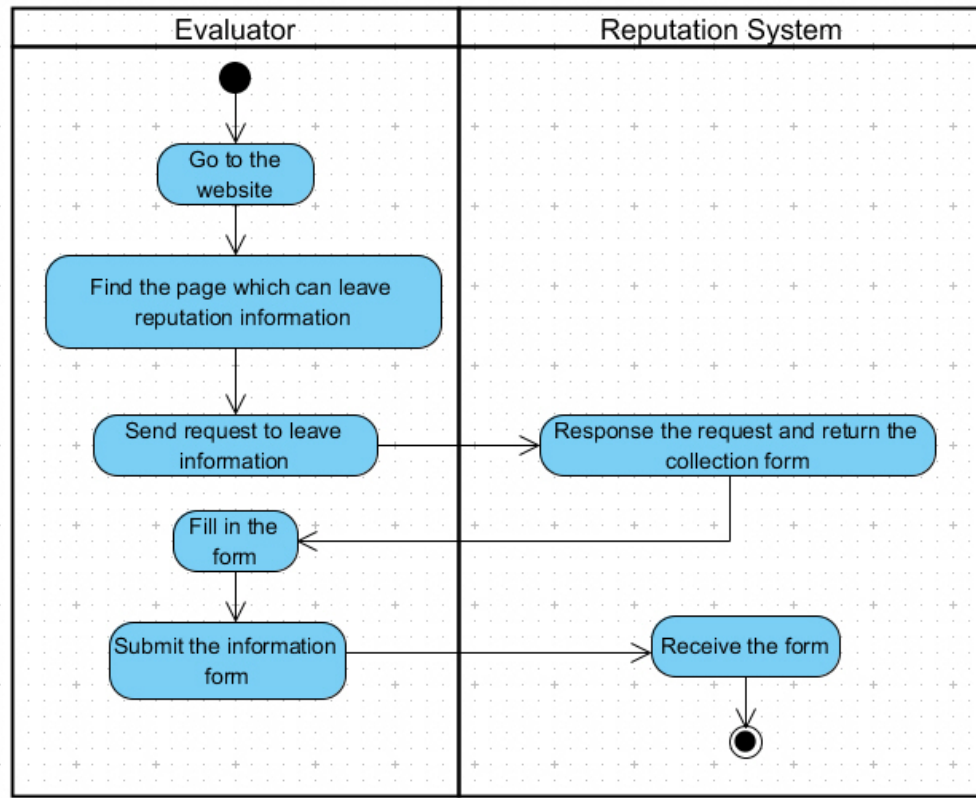 Evaluator
Reputation System
Go to the
website
Find the page which can leave
reputation information
Send request to leave
information
Response the request and return the
collection form
Fill in the
form
Submit the information
form
Receive the form